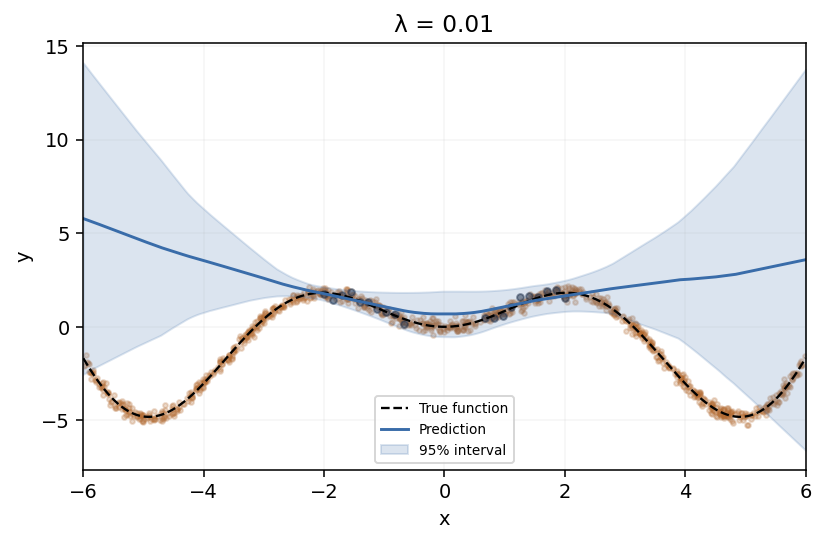 λ = 0.01
15
10
5
0
−5
y
−6
−4
−2
0
2
4
6
x
True function
Prediction
95% interval